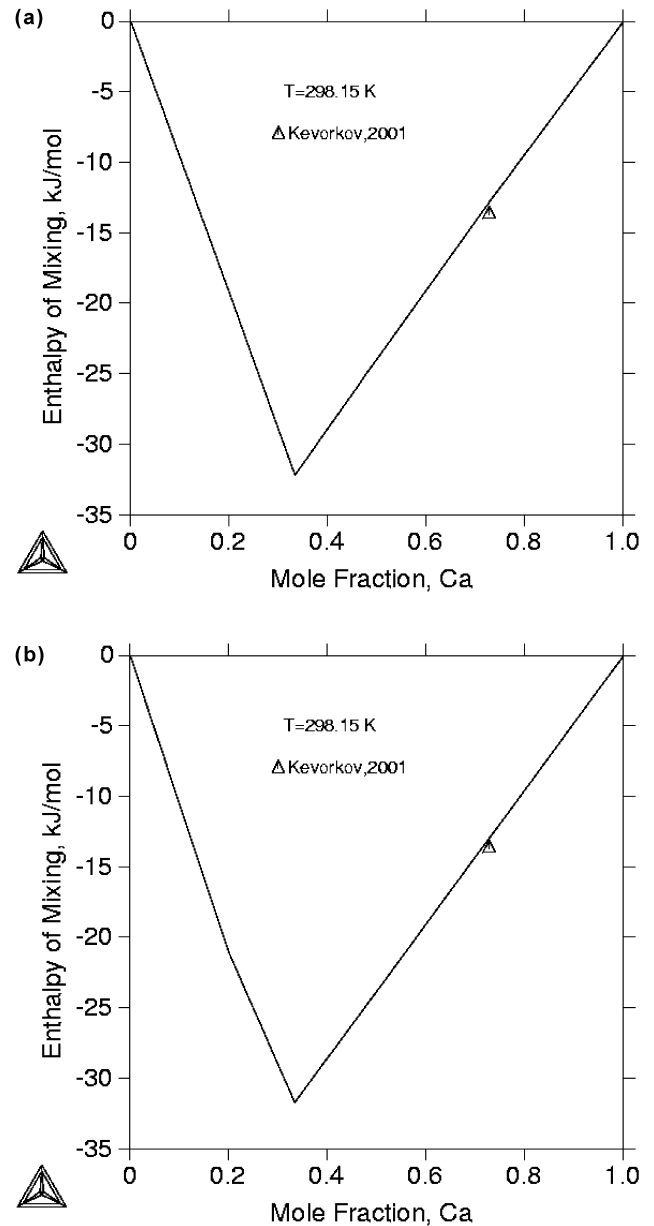 (a)
0
-5
-10
-15
-20
-25
-30
-35
Enthalpy of Mixing, kJ/mol
T=298.15 K
Kevorkov,2001
0 0.2 0.4 0.6 0.8 1.0
Mole Fraction, Ca
(b)
0
-5
-10
-15
-20
-25
-30
-35
Enthalpy of Mixing, kJ/mol
T=298.15 K
Kevorkov,2001
0 0.2 0.4 0.6 0.8 1.0
Mole Fraction, Ca